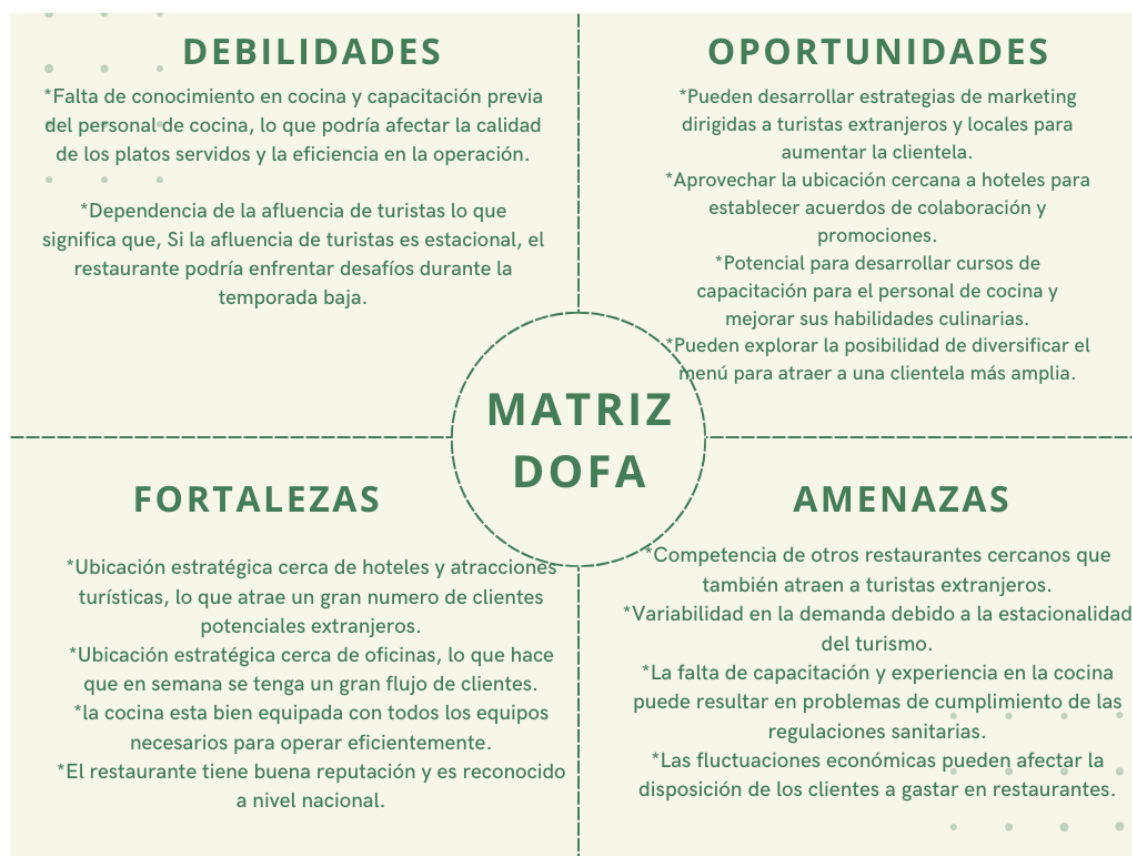 DEBILIDADES
*Falta de conocimiento en cocina y capacitación previa
del personal de cocina, lo que podría afectar la calidad
de los platos servidos y la eficiencia en la operación.
*Dependencia de la afluencia de turistas lo que
significa que, Si la afluencia de turistas es estacional, el
restaurante podría enfrentar desafíos durante la
temporada baja.
OPORTUNIDADES
*Pueden desarrollar estrategias de marketing
dirigidas a turistas extranjeros y locales para
aumentar la clientela.
*Aprovechar la ubicación cercana a hoteles para
establecer acuerdos de colaboración y
promociones.
*Potencial para desarrollar cursos de
capacitación para el personal de cocina y
mejorar sus habilidades culinarias.
*Pueden explorar la posibilidad de diversificar el
menú para atraer a una clientela más amplia.
MATRIZ
DOFA
FORTALEZAS
*Ubicación estratégica cerca de hoteles y atracciones
turísticas, lo que atrae un gran numero de clientes
potenciales extranjeros.
*Ubicación estratégica cerca de oficinas, lo que hace
que en semana se tenga un gran flujo de clientes.
*la cocina esta bien equipada con todos los equipos
necesarios para operar eficientemente.
*El restaurante tiene buena reputación y es reconocido
a nivel nacional.
AMENAZAS
*Competencia de otros restaurantes cercanos que
también atraen a turistas extranjeros.
*Variabilidad en la demanda debido a la estacionalidad
del turismo.
*La falta de capacitación y experiencia en la cocina
puede resultar en problemas de cumplimiento de las
regulaciones sanitarias.
*Las fluctuaciones económicas pueden afectar la
disposición de los clientes a gastar en restaurantes.